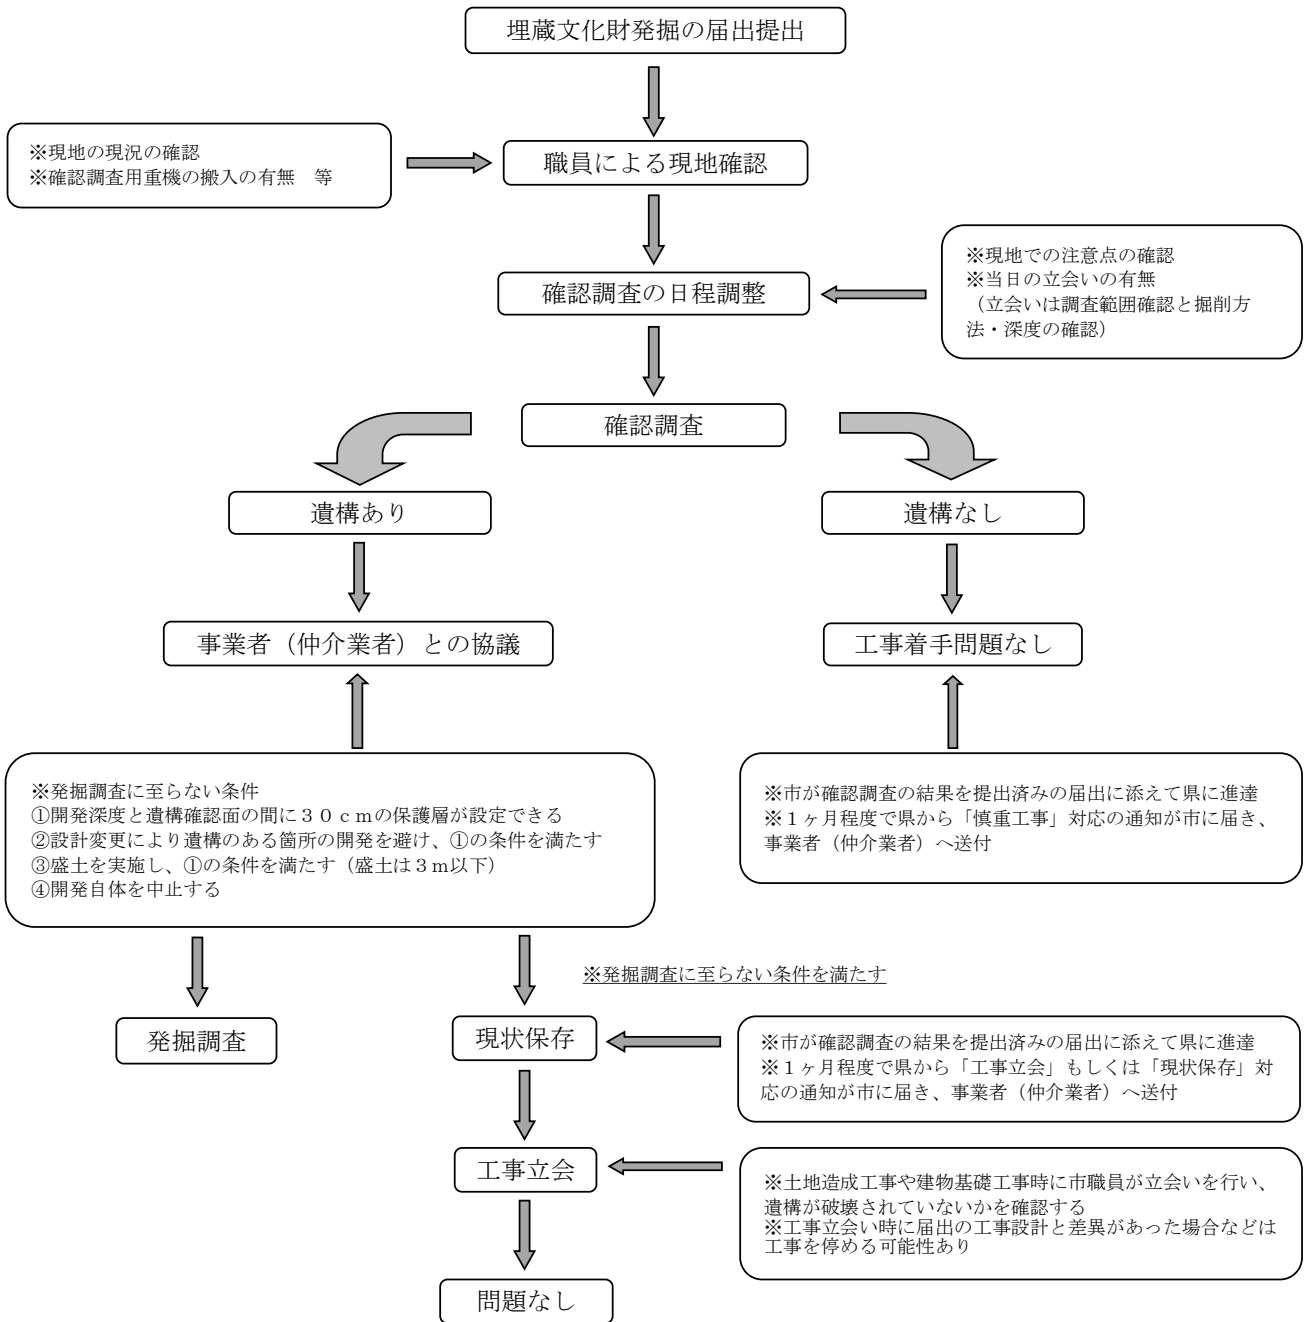 埋蔵文化財発掘の届出提出
※現地の現況の確認
※確認調査用重機の搬入の有無　等
職員による現地確認
※現地での注意点の確認
※当日の立会いの有無
（立会いは調査範囲確認と掘削方
法・深度の確認）
確認調査の日程調整
確認調査
遺構あり
遺構なし
事業者（仲介業者）との協議
工事着手問題なし
※発掘調査に至らない条件
①開発深度と遺構確認面の間に３０ｃｍの保護層が設定できる
②設計変更により遺構のある箇所の開発を避け、①の条件を満たす
③盛土を実施し、①の条件を満たす（盛土は３ｍ以下）
④開発自体を中止する
※市が確認調査の結果を提出済みの届出に添えて県に進達
※１ヶ月程度で県から「慎重工事」対応の通知が市に届き、
事業者（仲介業者）へ送付
※発掘調査に至らない条件を満たす
発掘調査
現状保存
※市が確認調査の結果を提出済みの届出に添えて県に進達
※１ヶ月程度で県から「工事立会」もしくは「現状保存」対
応の通知が市に届き、事業者（仲介業者）へ送付
工事立会
※土地造成工事や建物基礎工事時に市職員が立会いを行い、
遺構が破壊されていないかを確認する
※工事立会い時に届出の工事設計と差異があった場合などは
工事を停める可能性あり
問題なし